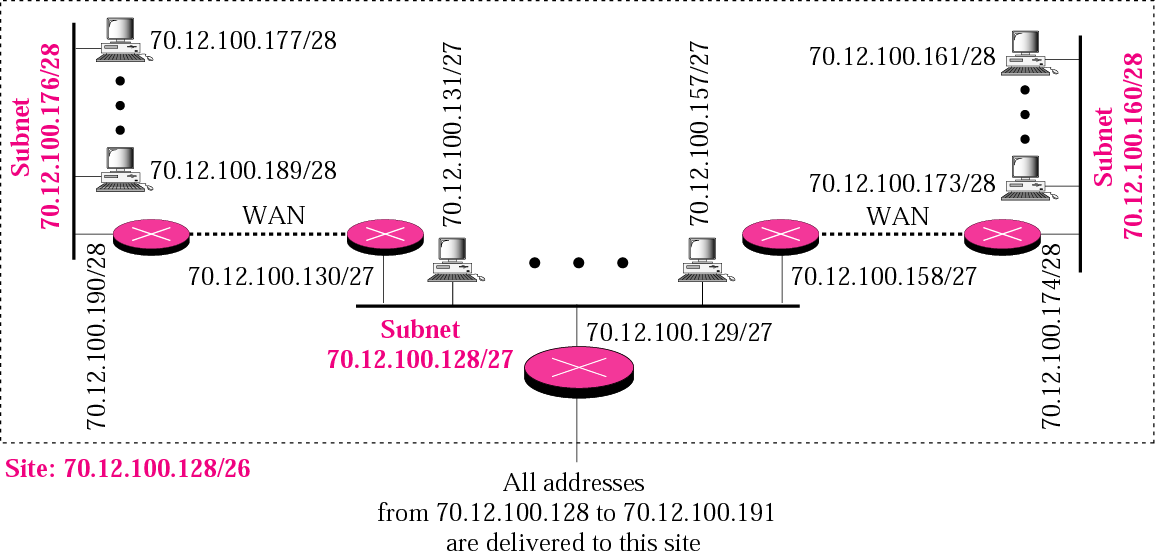 Subnet
70.12.100.176/28
70.12.100.177/28
70.12.100.189/28
70.12.100.190/28
WAN
70.12.100.130/27
70.12.100.131/27
70.12.100.157/27
Subnet
70.12.100.128/27
70.12.100.129/27
70.12.100.158/27
WAN
70.12.100.161/28
70.12.100.173/28
70.12.100.174/28
Subnet
70.12.100.160/28
Site: 70.12.100.128/26
All addresses
from 70.12.100.128 to 70.12.100.191
are delivered to this site